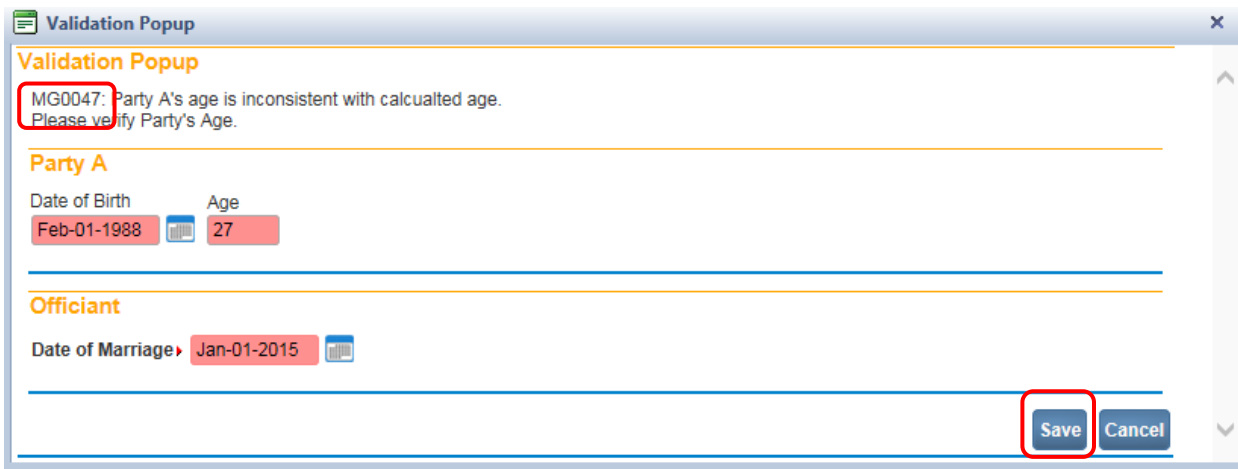 Validation Popup
Validation Popup
MG0047: Party A's age is inconsistent with calcualted age.
Please verify Party's Age.
Party A
Date of Birth Age
Feb-01-1988 27
Officiant
Date of Marriage Jan-01-2015
Save Cancel